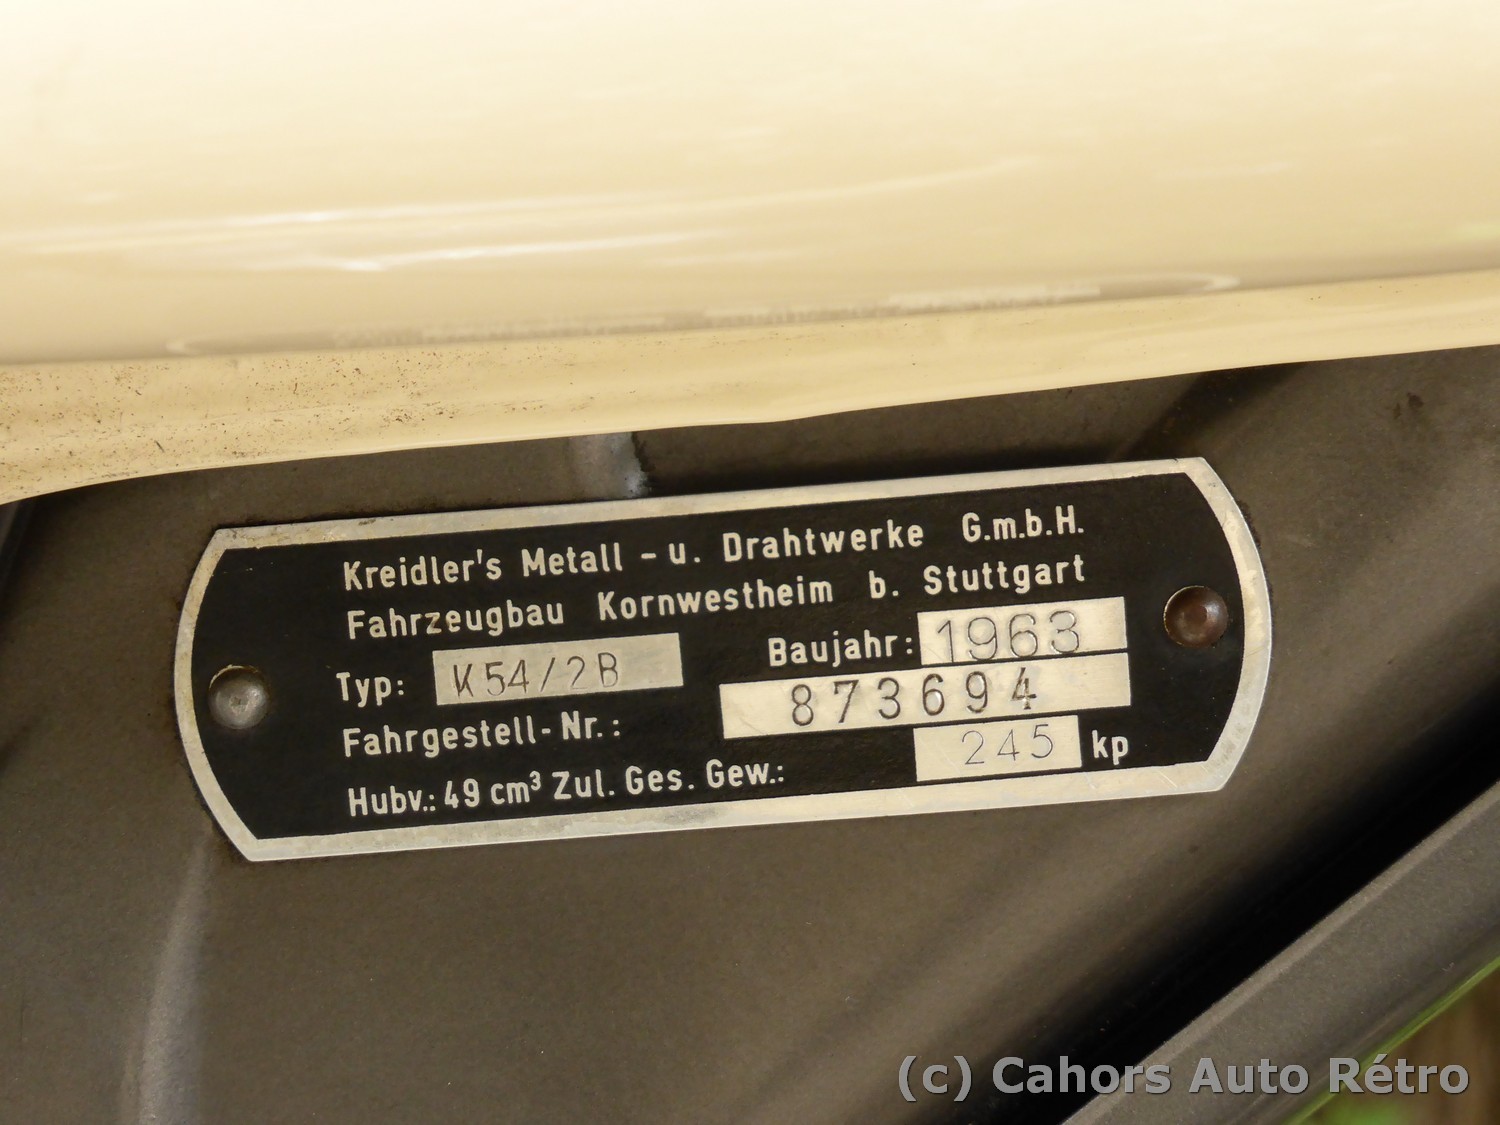 Kreidler's Metall - u. Drahtwerke G.m.b.H.
Fahrzeugbau Kornwestheim b. Stuttgart
Typ: K54/2B Baujahr: 1963
Fahrgestell-Nr.: 873694
Hubv.: 49 cm³ Zul. Ges. Gew.: 245 kp
(c) Cahors Auto Rétro